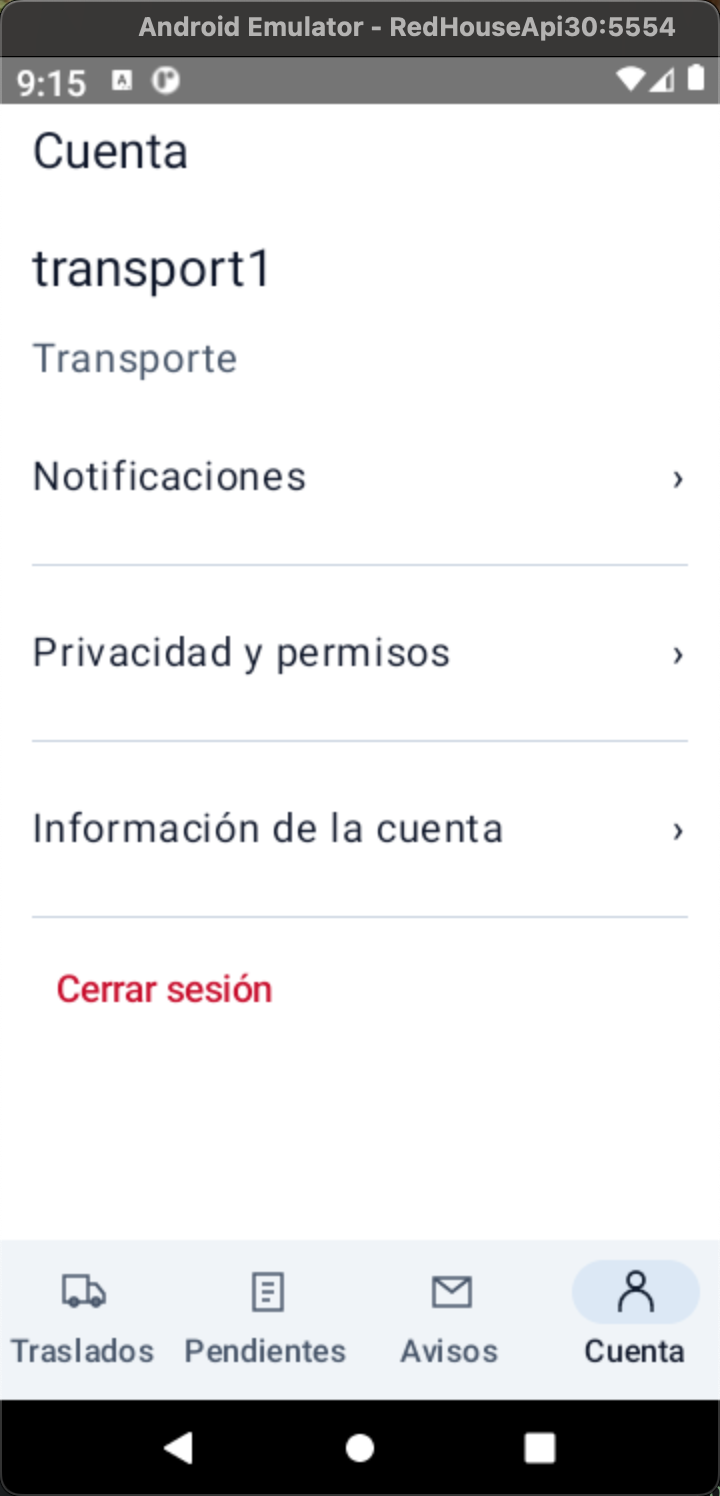 Android Emulator - RedHouseApi30:5554
9:15
Cuenta
transport1
Transporte
Notificaciones ›
Privacidad y permisos ›
Información de la cuenta ›
Cerrar sesión
Traslados Pendientes Avisos Cuenta